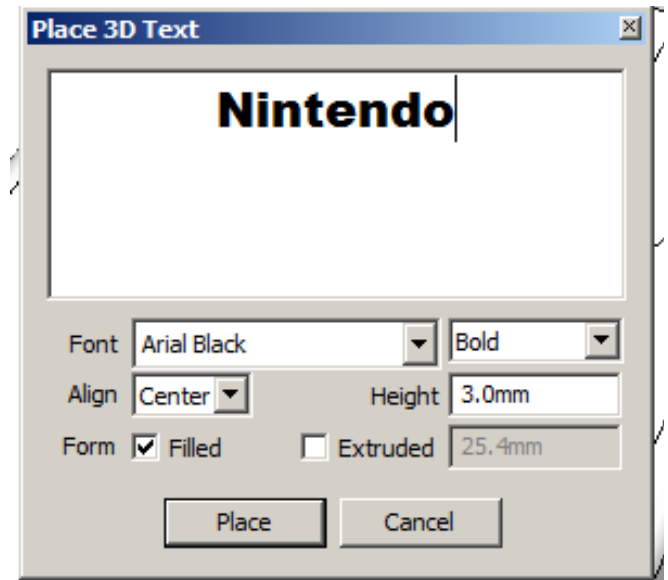 Place 3D Text
Nintendo
Font Arial Black Bold
Align Center Height 3.0mm
Form Filled Extruded 25.4mm
Place Cancel